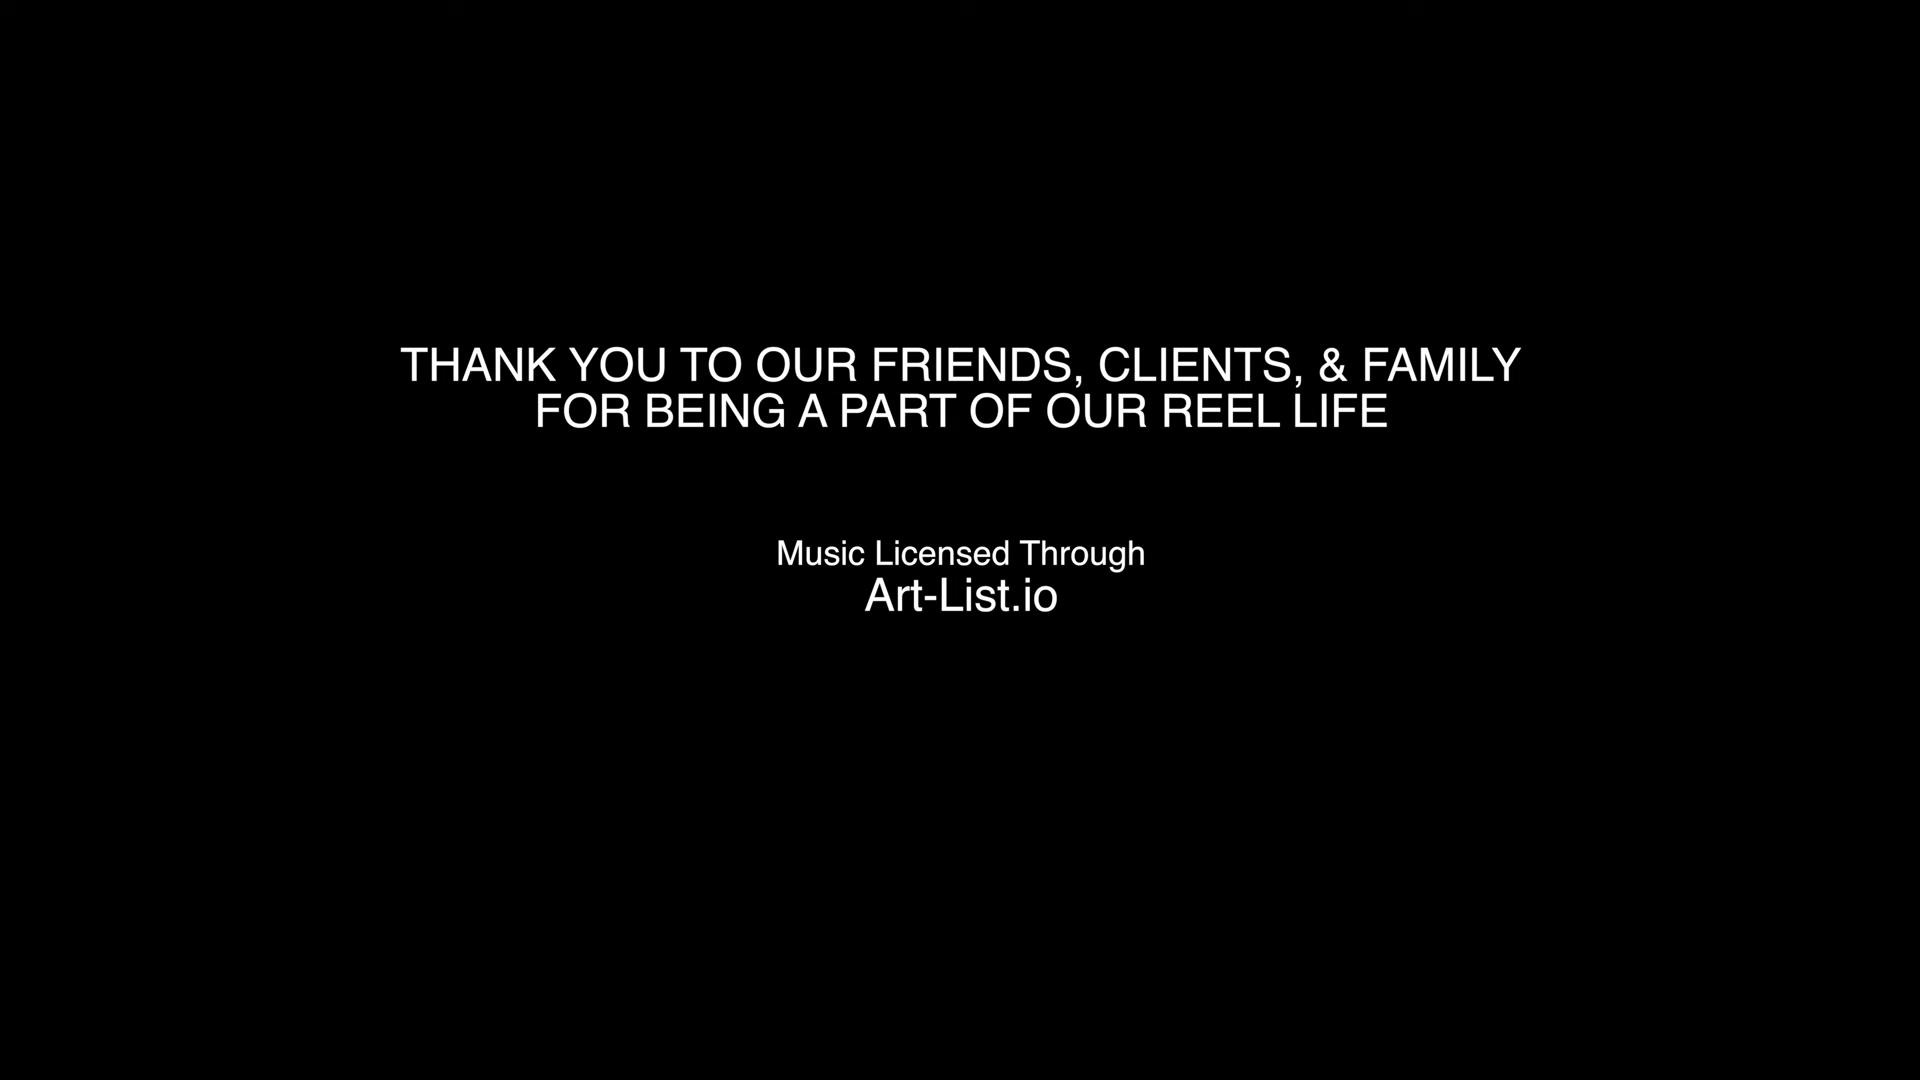 THANK YOU TO OUR FRIENDS, CLIENTS, & FAMILY
FOR BEING A PART OF OUR REEL LIFE
Music Licensed Through
Art-List.io